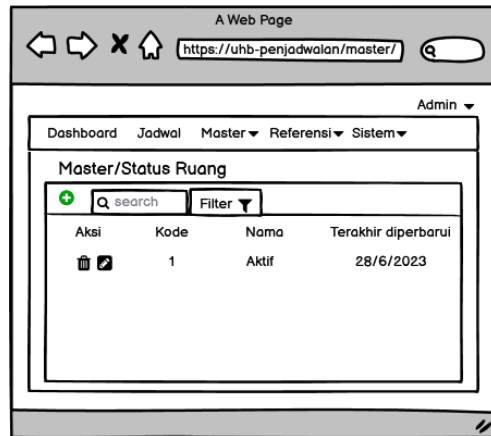 A Web Page
https://uhb-penjadwalan/master/
Admin
Dashboard Jadwal Master Referensi Sistem
Master/Status Ruang
search Filter
Aksi Kode Nama Terakhir diperbarui
1 Aktif 28/6/2023